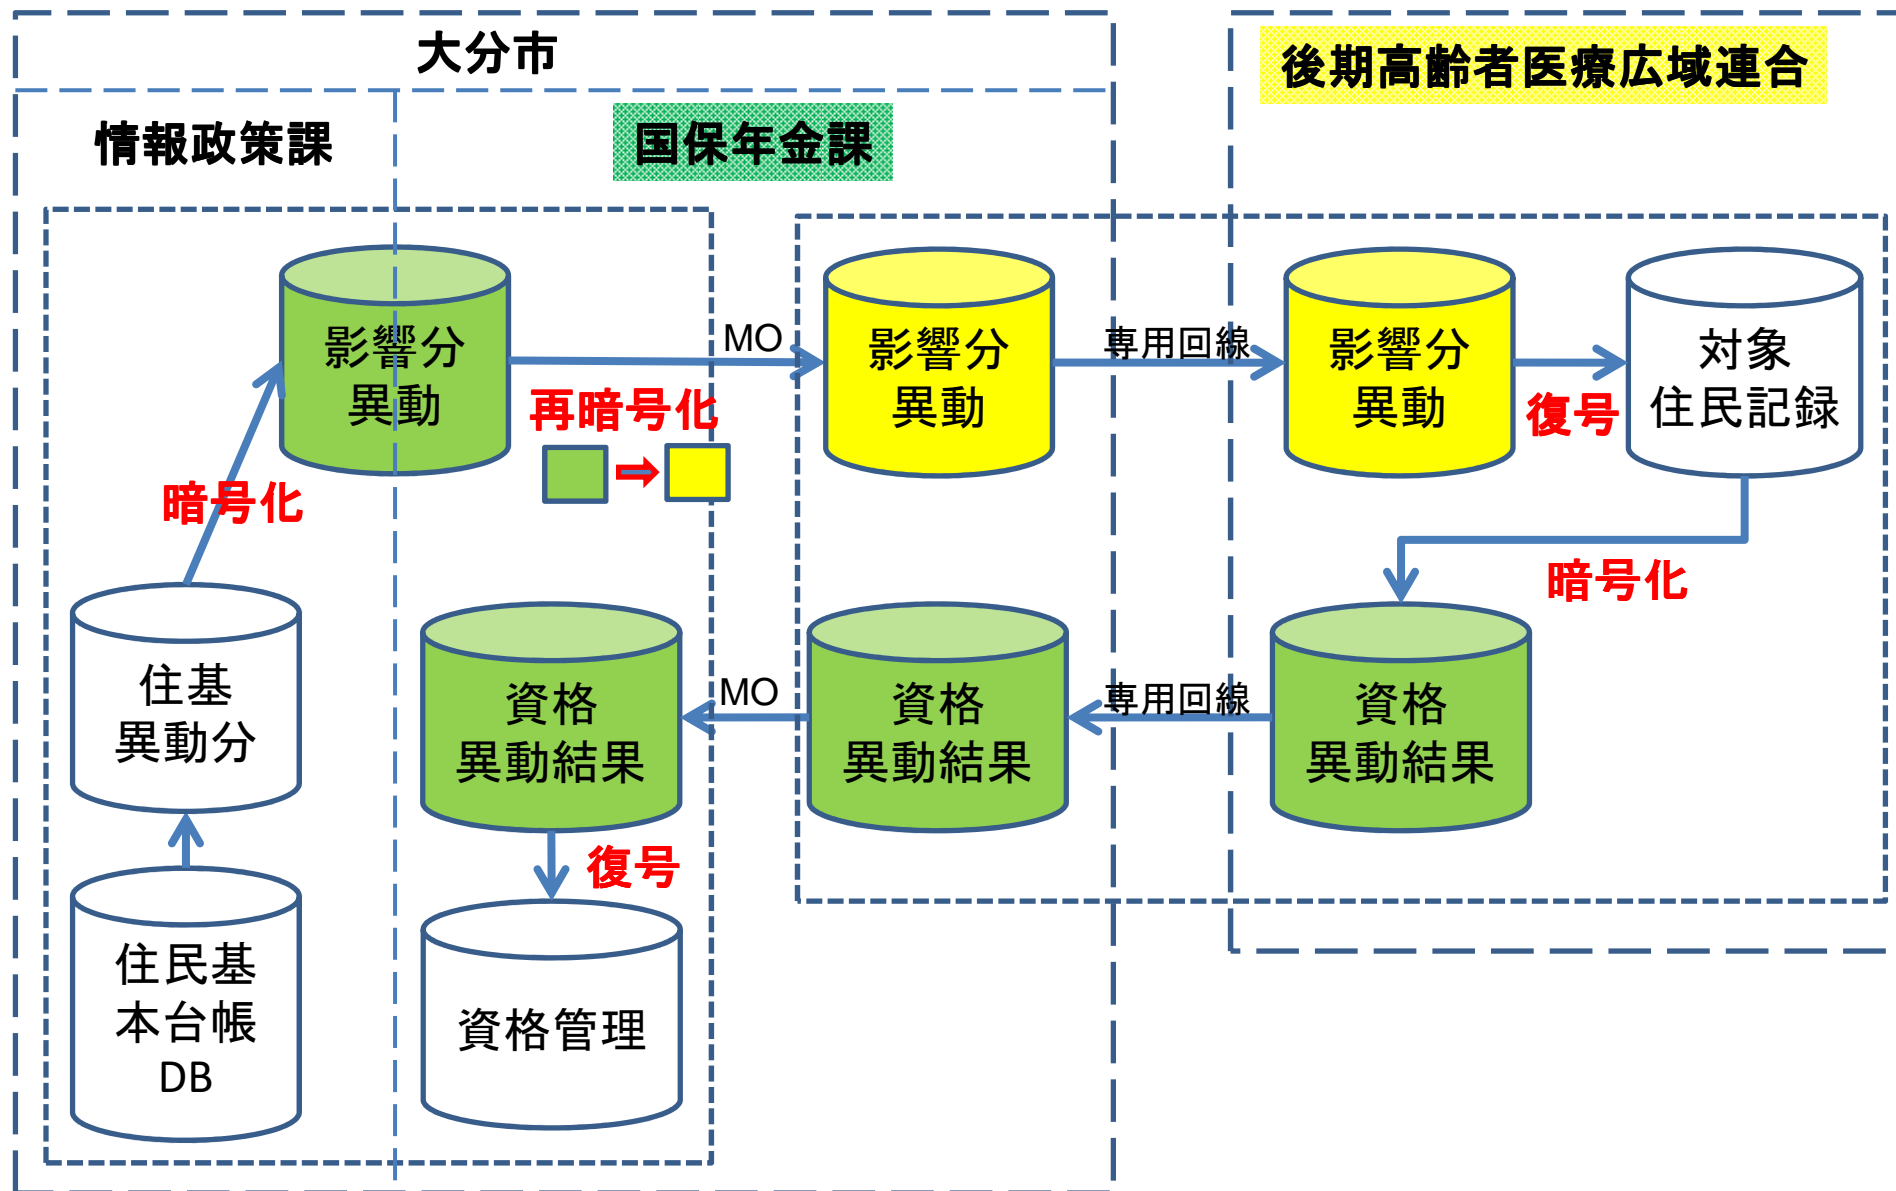 大分市
後期高齢者医療広域連合
情報政策課
国保年金課
影響分
異動
MO
再暗号化
影響分
異動
専用回線
影響分
異動
復号
対象
住民記録
暗号化
暗号化
住基
異動分
資格
異動結果
MO
資格
異動結果
専用回線
資格
異動結果
復号
住民基
本台帳
DB
資格管理